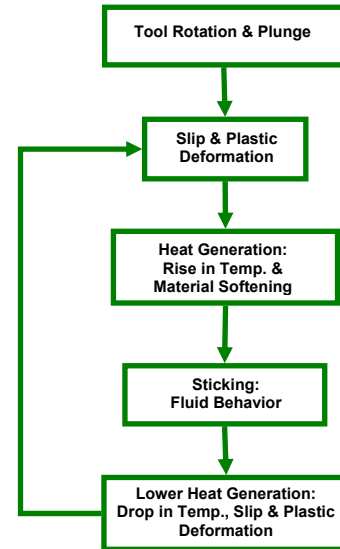 Tool Rotation & Plunge
Slip & Plastic
Deformation
Heat Generation:
Rise in Temp. &
Material Softening
Sticking:
Fluid Behavior
Lower Heat Generation:
Drop in Temp., Slip & Plastic
Deformation